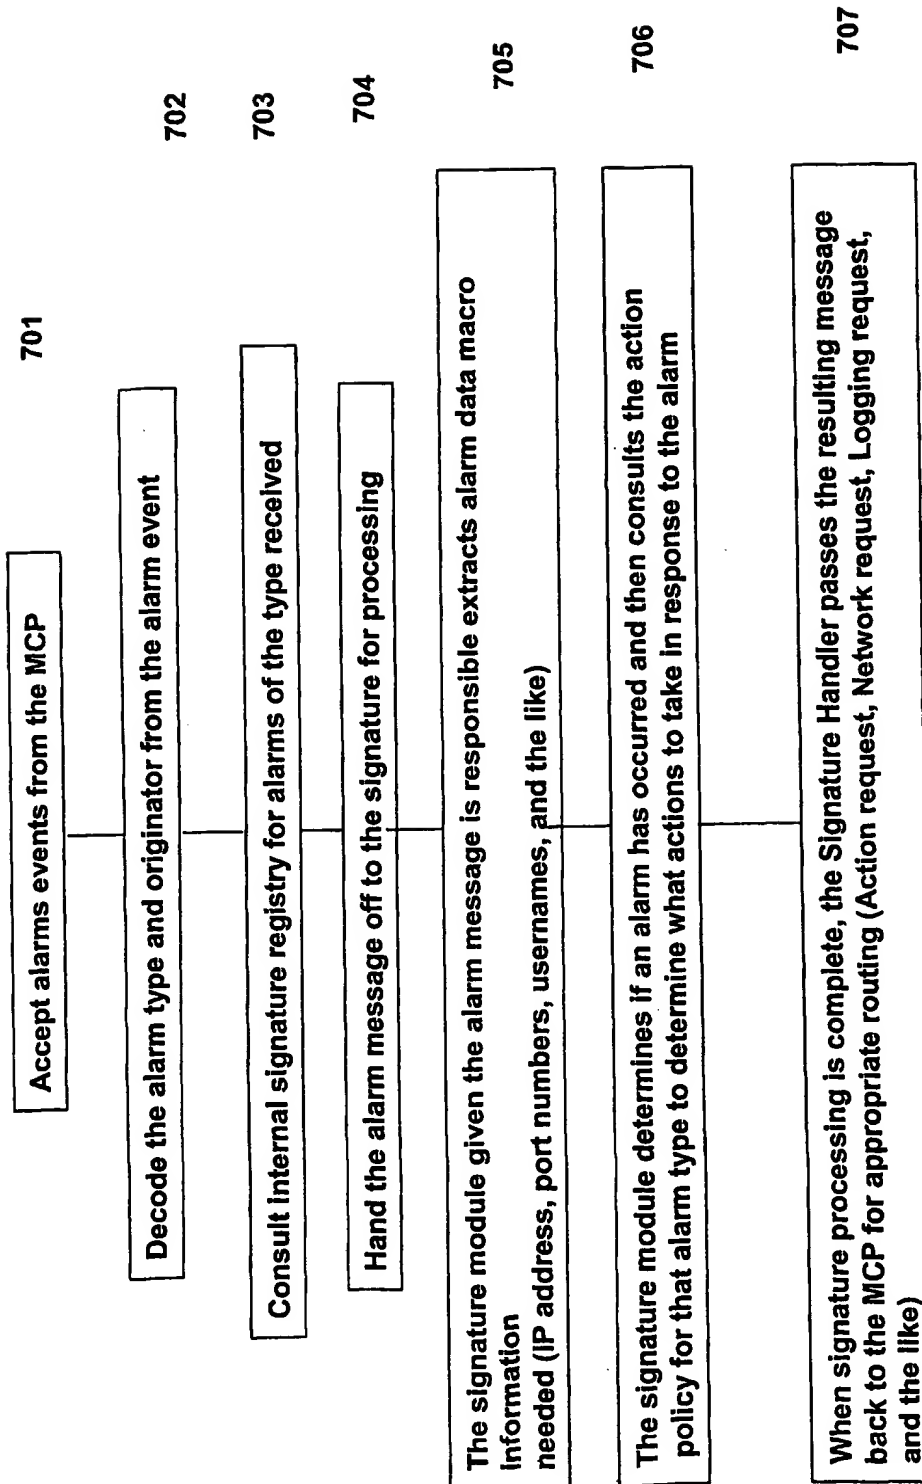 701
Accept alarms events from the MCP
702
Decode the alarm type and originator from the alarm event
703
Consult internal signature registry for alarms of the type received
704
Hand the alarm message off to the signature for processing
705
The signature module given the alarm message is responsible extracts alarm data macro
information
needed (IP address, port numbers, usernames, and the like)
706
The signature module determines if an alarm has occurred and then consults the action
policy for that alarm type to determine what actions to take in response to the alarm
707
When signature processing is complete, the Signature Handler passes the resulting message
back to the MCP for appropriate routing (Action request, Network request, Logging request,
and the like)